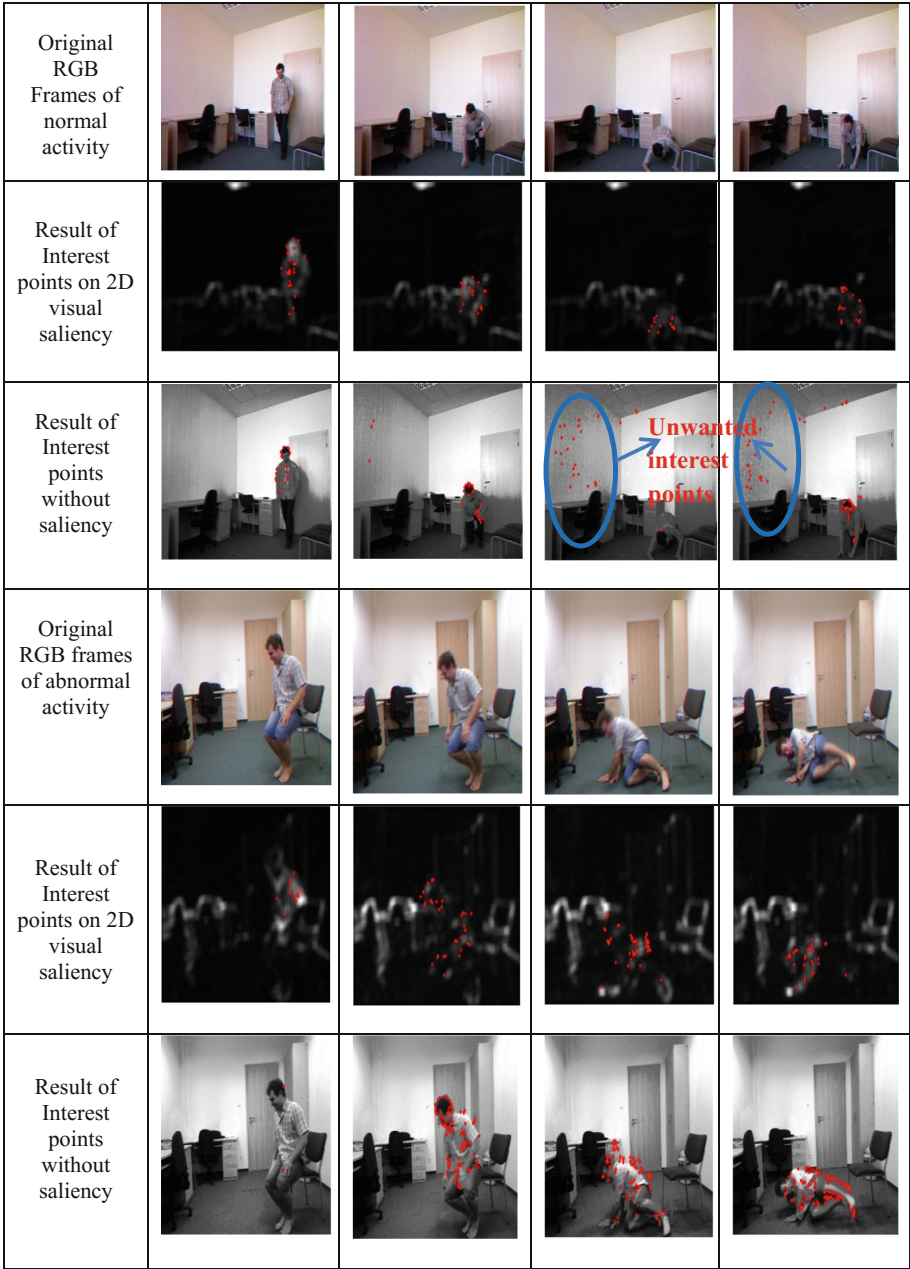 Original
RGB
Frames of
normal
activity
Result of
Interest
points on 2D
visual
saliency
Result of
Interest
points
without
saliency
Unwanted
interest
points
Original
RGB frames
of abnormal
activity
Result of
Interest
points on 2D
visual
saliency
Result of
Interest
points
without
saliency